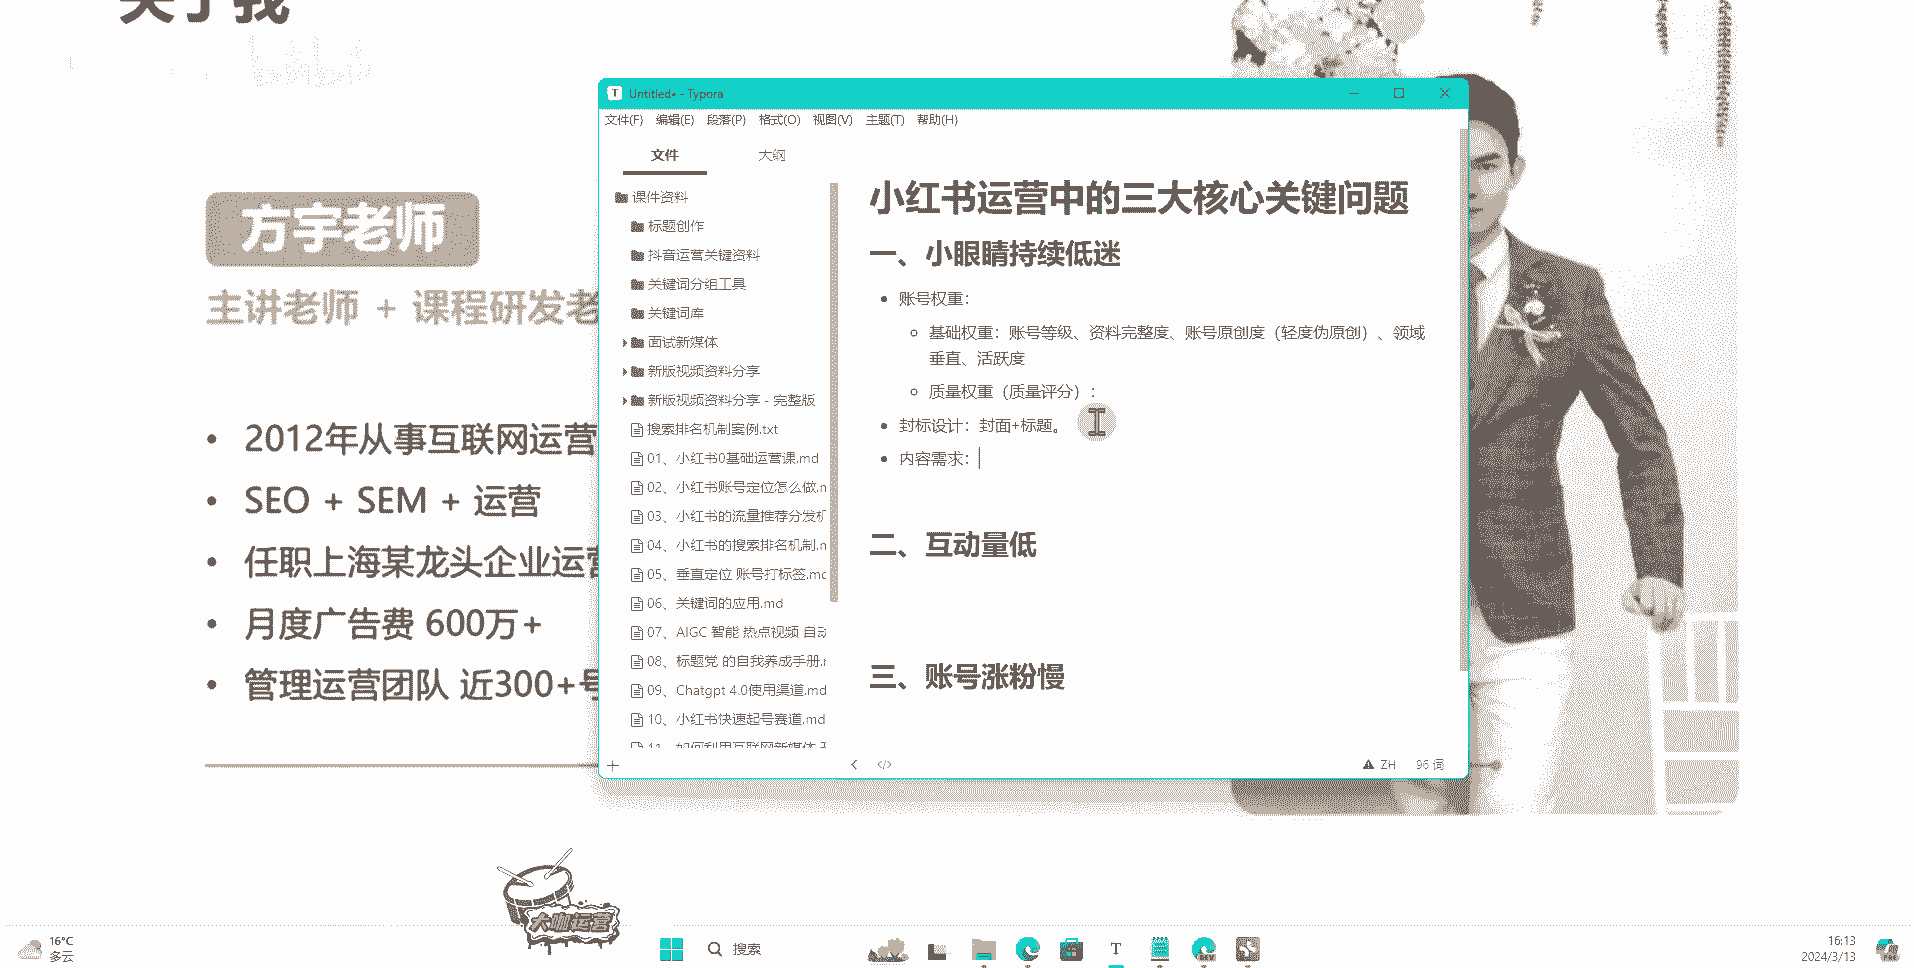 关于我
方宇老师
主讲老师 + 课程研发老
2012年从事互联网运营
SEO + SEM + 运营
任职上海某龙头企业运营
月度广告费 600万+
管理运营团队 近300+号
Untitled• - Typora
文件(F) 编辑(E) 段落(P) 格式(O) 视图(V) 主题(T) 帮助(H)
文件 大纲
课件资料
标题创作
抖音运营关键资料
关键词分组工具
关键词库
面试新媒体
新版视频资料分享
新版视频资料分享 - 完整版
搜索排名机制案例.txt
01、小红书0基础运营课.md
02、小红书账号定位怎么做.m
03、小红书的流量推荐分发机
04、小红书的搜索排名机制.m
05、垂直定位 账号打标签.md
06、关键词的应用.md
07、AIGC 智能 热点视频 自动
08、标题党 的自我养成手册.m
09、Chatgpt 4.0使用渠道.md
10、小红书快速起号赛道.md
11、如何利用互联网新媒体
小红书运营中的三大核心关键问题
一、小眼睛持续低迷
账号权重：
基础权重：账号等级、资料完整度、账号原创度（轻度伪原创）、领域
垂直、活跃度
质量权重（质量评分）：
封标设计：封面+标题。
内容需求：
二、互动量低
三、账号涨粉慢
ZH 96 词
大咖运营
16°C
多云
搜索
16:13
2024/3/13